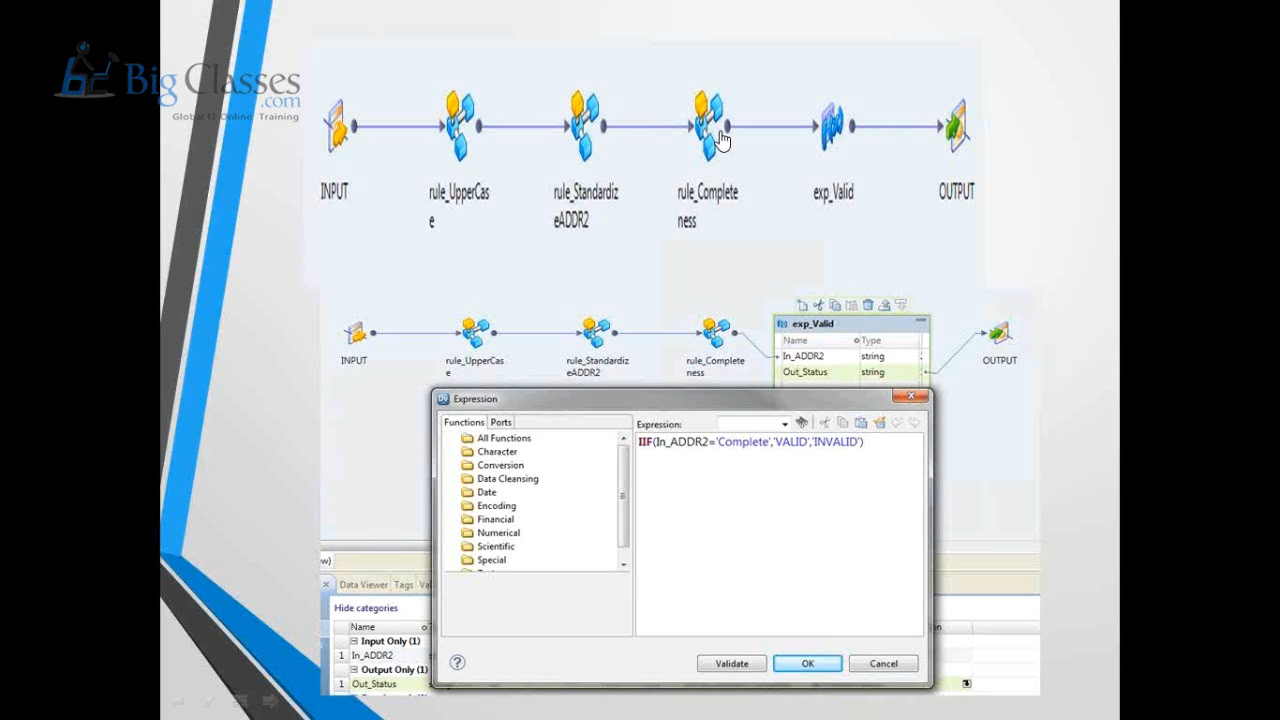 Big Classes
.com
Global IT Online Training
INPUT
rule_UpperCas
e
rule_Standardiz
eADDR2
rule_Complete
ness
exp_Valid
OUTPUT
INPUT
rule_UpperCas
e
rule_Standardiz
eADDR2
rule_Complete
ness
exp_Valid
Name Type
In_ADDR2 string
Out_Status string
OUTPUT
Expression
Functions Ports
All Functions
Character
Conversion
Data Cleansing
Date
Encoding
Financial
Numerical
Scientific
Special
Expression:
IIF(In_ADDR2='Complete','VALID','INVALID')
Validate OK Cancel
Data Viewer Tags
Hide categories
Name
Input Only (1)
1 In_ADDR2
Output Only (1)
1 Out_Status